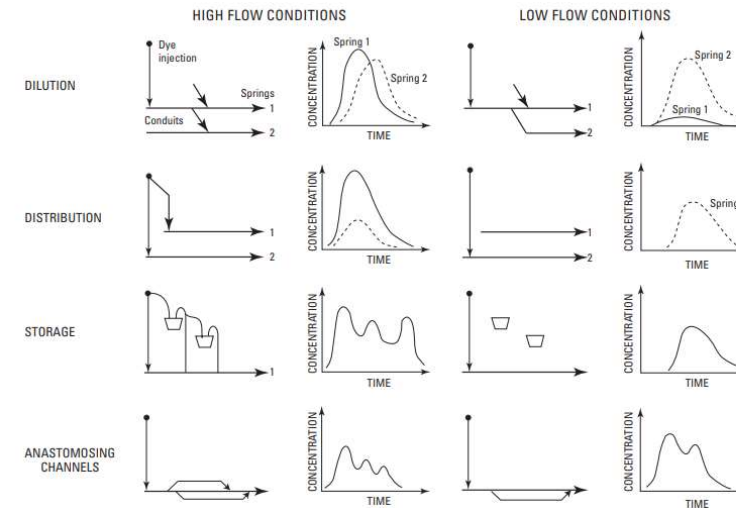 HIGH FLOW CONDITIONS
LOW FLOW CONDITIONS
DILUTION
Dye
injection
Springs
1
Conduits
2
CONCENTRATION
Spring 1
Spring 2
TIME
1
2
CONCENTRATION
Spring 2
Spring 1
TIME
DISTRIBUTION
1
2
CONCENTRATION
TIME
1
2
CONCENTRATION
Spring
TIME
STORAGE
1
CONCENTRATION
TIME
CONCENTRATION
TIME
ANASTOMOSING
CHANNELS
CONCENTRATION
TIME
CONCENTRATION
TIME